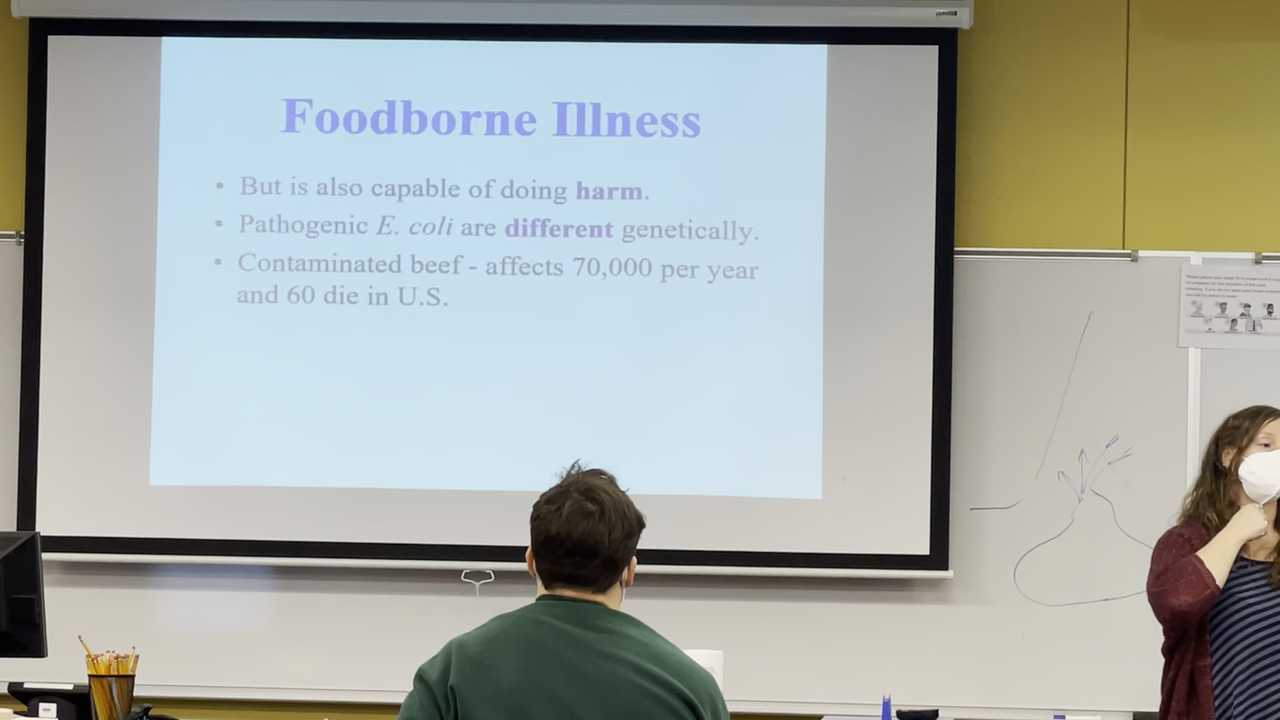 Foodborne Illness
• But is also capable of doing harm.
• Pathogenic E. coli are different genetically.
• Contaminated beef - affects 70,000 per year
and 60 die in U.S.